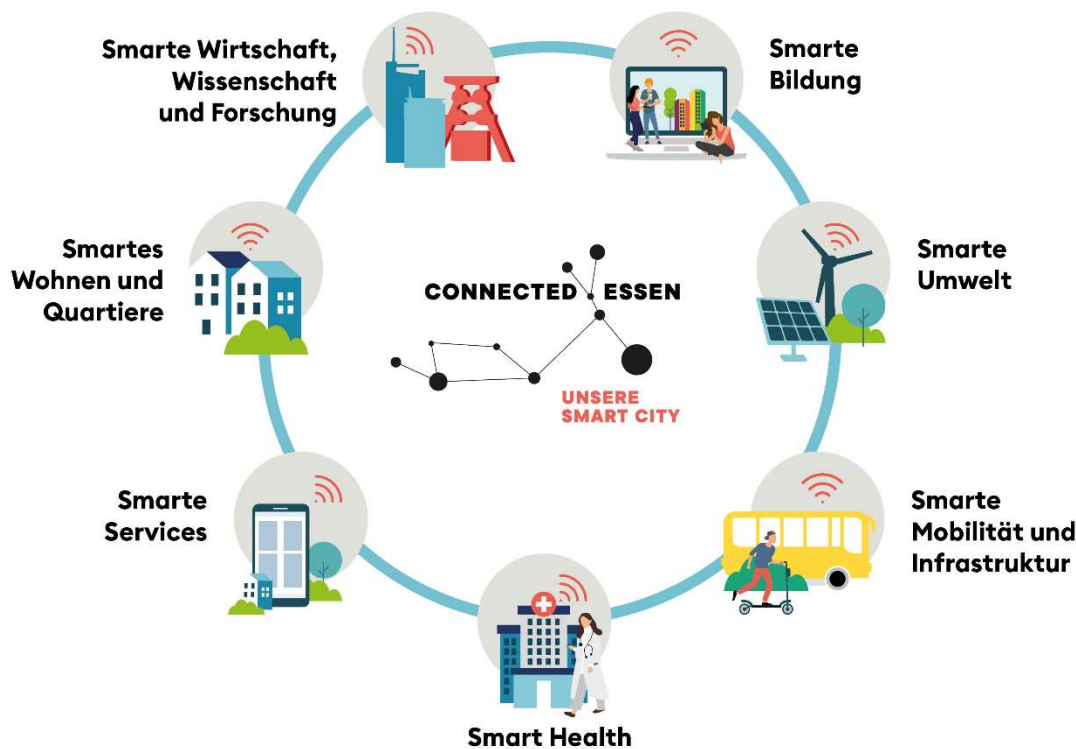 Smarte Wirtschaft,
Wissenschaft
und Forschung
Smarte
Bildung
Smartes
Wohnen und
Quartiere
CONNECTED ESSEN
UNSERE
SMART CITY
Smarte
Umwelt
Smarte
Services
Smarte
Mobilität und
Infrastruktur
Smart Health